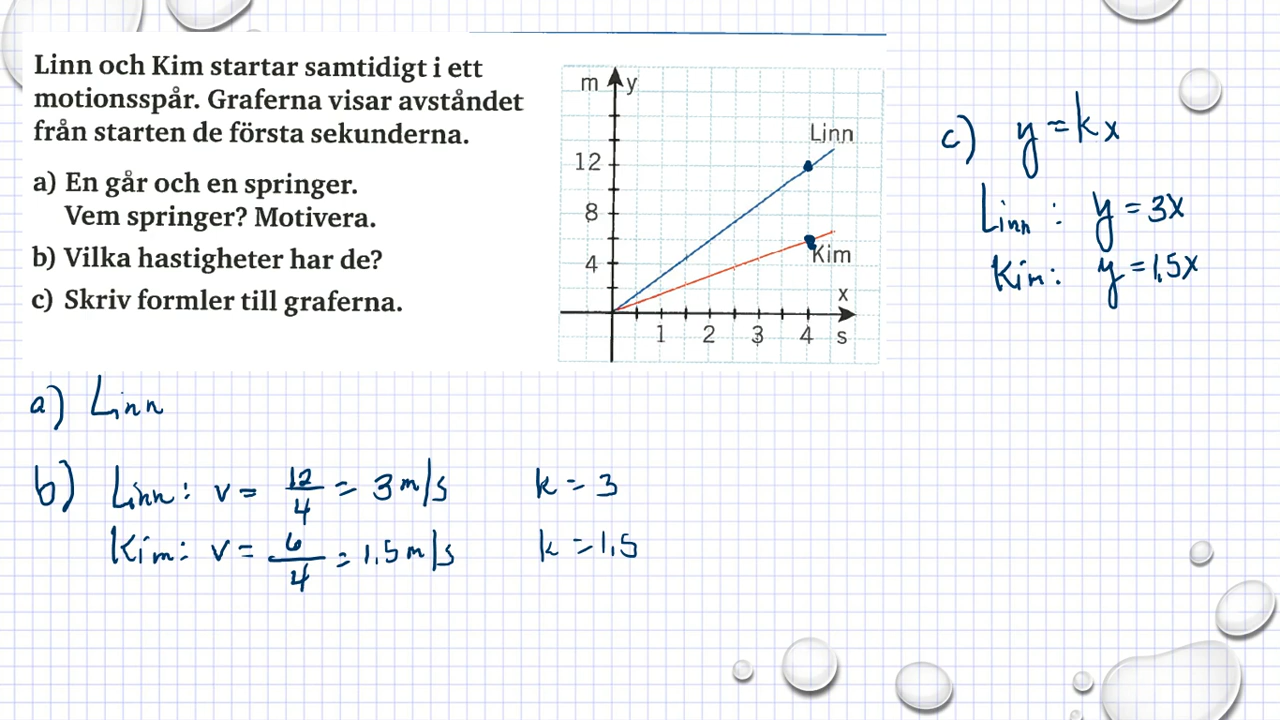 Linn och Kim startar samtidigt i ett
motionsspår. Graferna visar avståndet
från starten de första sekunderna.
a) En går och en springer.
Vem springer? Motivera.
b) Vilka hastigheter har de?
c) Skriv formler till graferna.
m y
Linn
12
8
4
Kim
x
1 2 3 4 s
c) y = kx
Linn : y = 3x
Kim: y = 1,5x
a) Linn
b) Linn: v = 12/4 = 3 m/s k = 3
Kim: v = 6/4 = 1,5 m/s k = 1,5